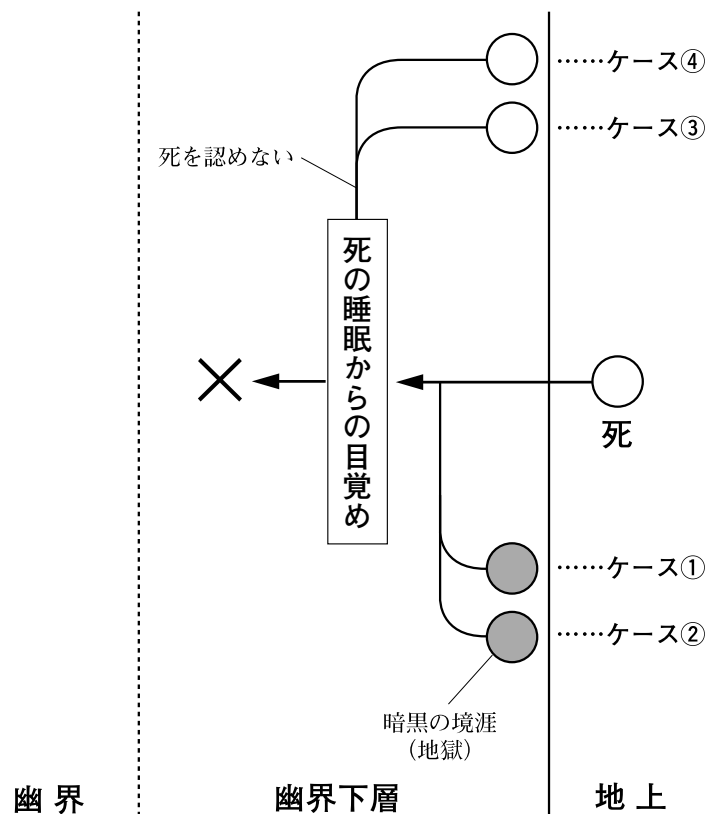 ……ケース④
……ケース③
死を認めない
死の睡眠からの目覚め
死
……ケース①
……ケース②
暗黒の境涯
（地獄）
幽界
幽界下層
地上